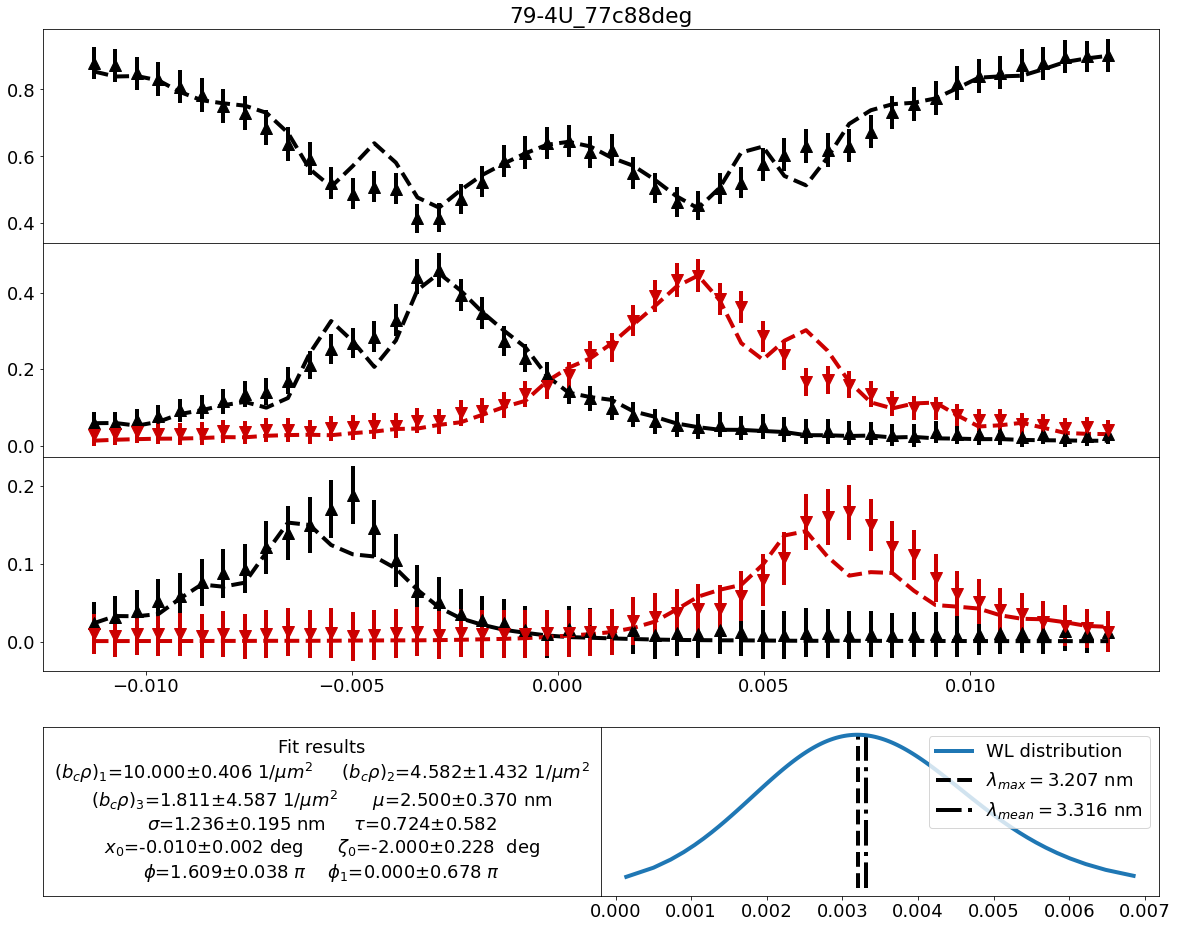 79-4U_77c88deg
0.8
0.6
0.4
0.4
0.2
0.0
0.2
0.1
0.0
−0.010 −0.005 0.000 0.005 0.010
Fit results
(b_cρ)_1=10.000±0.406 1/μm^2 (b_cρ)_2=4.582±1.432 1/μm^2
(b_cρ)_3=1.811±4.587 1/μm^2 μ=2.500±0.370 nm
σ=1.236±0.195 nm τ=0.724±0.582
x_0=-0.010±0.002 deg ζ_0=-2.000±0.228 deg
ϕ=1.609±0.038 π ϕ_1=0.000±0.678 π
WL distribution
λ_max = 3.207 nm
λ_mean = 3.316 nm
0.000 0.001 0.002 0.003 0.004 0.005 0.006 0.007